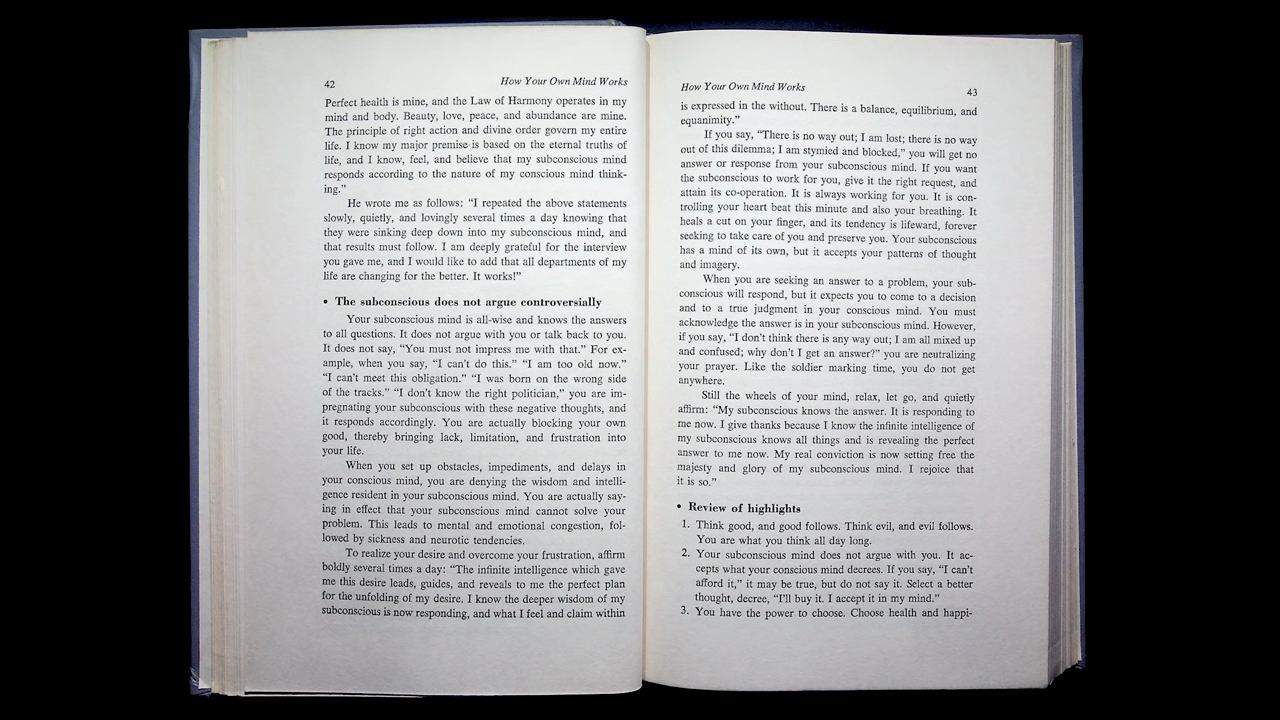 42 How Your Own Mind Works
Perfect health is mine, and the Law of Harmony operates in my
mind and body. Beauty, love, peace, and abundance are mine.
The principle of right action and divine order govern my entire
life. I know my major premise is based on the eternal truths of
life, and I know, feel, and believe that my subconscious mind
responds according to the nature of my conscious mind think-
ing.”
He wrote me as follows: “I repeated the above statements
slowly, quietly, and lovingly several times a day knowing that
they were sinking deep down into my subconscious mind, and
that results must follow. I am deeply grateful for the interview
you gave me, and I would like to add that all departments of my
life are changing for the better. It works!”
• The subconscious does not argue controversially
Your subconscious mind is all-wise and knows the answers
to all questions. It does not argue with you or talk back to you.
It does not say, “You must not impress me with that.” For ex-
ample, when you say, “I can't do this.” “I am too old now.”
“I can't meet this obligation.” “I was born on the wrong side
of the tracks.” “I don't know the right politician,” you are im-
pregnating your subconscious with these negative thoughts, and
it responds accordingly. You are actually blocking your own
good, thereby bringing lack, limitation, and frustration into
your life.
When you set up obstacles, impediments, and delays in
your conscious mind, you are denying the wisdom and intelli-
gence resident in your subconscious mind. You are actually say-
ing in effect that your subconscious mind cannot solve your
problem. This leads to mental and emotional congestion, fol-
lowed by sickness and neurotic tendencies.
To realize your desire and overcome your frustration, affirm
boldly several times a day: “The infinite intelligence which gave
me this desire leads, guides, and reveals to me the perfect plan
for the unfolding of my desire. I know the deeper wisdom of my
subconscious is now responding, and what I feel and claim within
How Your Own Mind Works 43
is expressed in the without. There is a balance, equilibrium, and
equanimity.”
If you say, “There is no way out; I am lost; there is no way
out of this dilemma; I am stymied and blocked,” you will get no
answer or response from your subconscious mind. If you want
the subconscious to work for you, give it the right request, and
attain its co-operation. It is always working for you. It is con-
trolling your heart beat this minute and also your breathing. It
heals a cut on your finger, and its tendency is lifeward, forever
seeking to take care of you and preserve you. Your subconscious
has a mind of its own, but it accepts your patterns of thought
and imagery.
When you are seeking an answer to a problem, your sub-
conscious will respond, but it expects you to come to a decision
and to a true judgment in your conscious mind. You must
acknowledge the answer is in your subconscious mind. However,
if you say, “I don't think there is any way out; I am all mixed up
and confused; why don't I get an answer?” you are neutralizing
your prayer. Like the soldier marking time, you do not get
anywhere.
Still the wheels of your mind, relax, let go, and quietly
affirm: “My subconscious knows the answer. It is responding to
me now. I give thanks because I know the infinite intelligence of
my subconscious knows all things and is revealing the perfect
answer to me now. My real conviction is now setting free the
majesty and glory of my subconscious mind. I rejoice that
it is so.”
• Review of highlights
1. Think good, and good follows. Think evil, and evil follows.
You are what you think all day long.
2. Your subconscious mind does not argue with you. It ac-
cepts what your conscious mind decrees. If you say, “I can't
afford it,” it may be true, but do not say it. Select a better
thought, decree, “I'll buy it. I accept it in my mind.”
3. You have the power to choose. Choose health and happi-